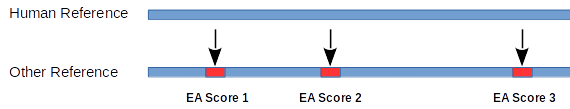 Human Reference
Other Reference
EA Score 1 EA Score 2 EA Score 3